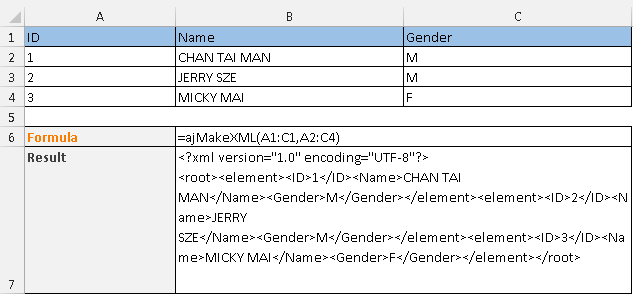 A B C
1 ID Name Gender
2 1 CHAN TAI MAN M
3 2 JERRY SZE M
4 3 MICKY MAI F
5
6 Formula =ajMakeXML(A1:C1,A2:C4)
Result <?xml version="1.0" encoding="UTF-8"?>
<root><element><ID>1</ID><Name>CHAN TAI
MAN</Name><Gender>M</Gender></element><element><ID>2</ID><N
ame>JERRY
SZE</Name><Gender>M</Gender></element><element><ID>3</ID><Na
me>MICKY MAI</Name><Gender>F</Gender></element></root>
7